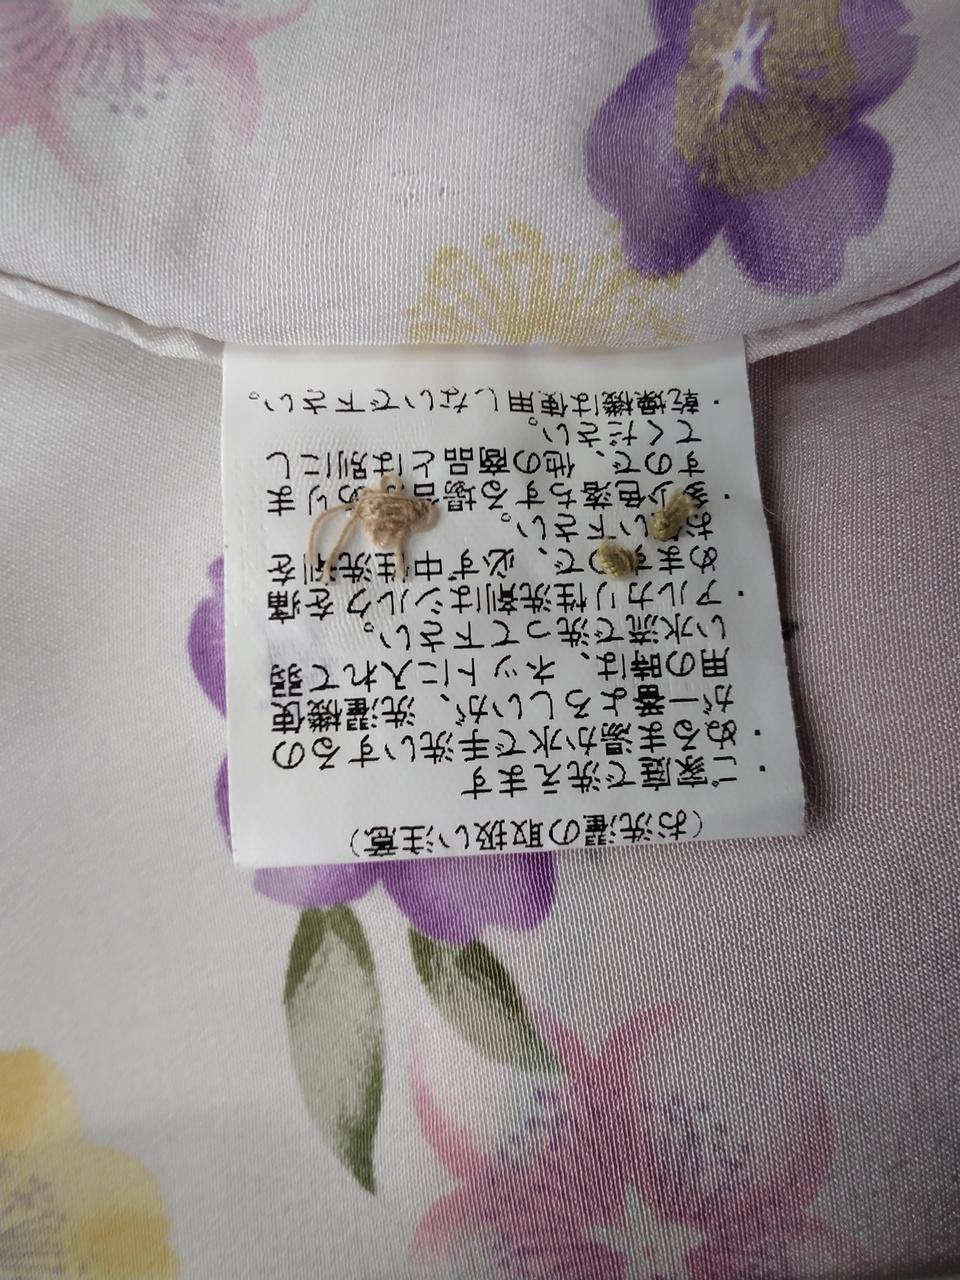 (お洗濯の取扱い注意)
・ご家庭で洗えます
・ぬるま湯か水で手洗いするの
が一番よろしいが、洗濯機使
用の時は、ネットに入れて弱
い水流で洗って下さい。
・アルカリ性洗剤はシルクを痛
めますので、必ず中性洗剤を
お使い下さい。
・多少色落ちする場合がありま
すので、他の商品とは別にし
てください。
・乾燥機は使用しないで下さい。